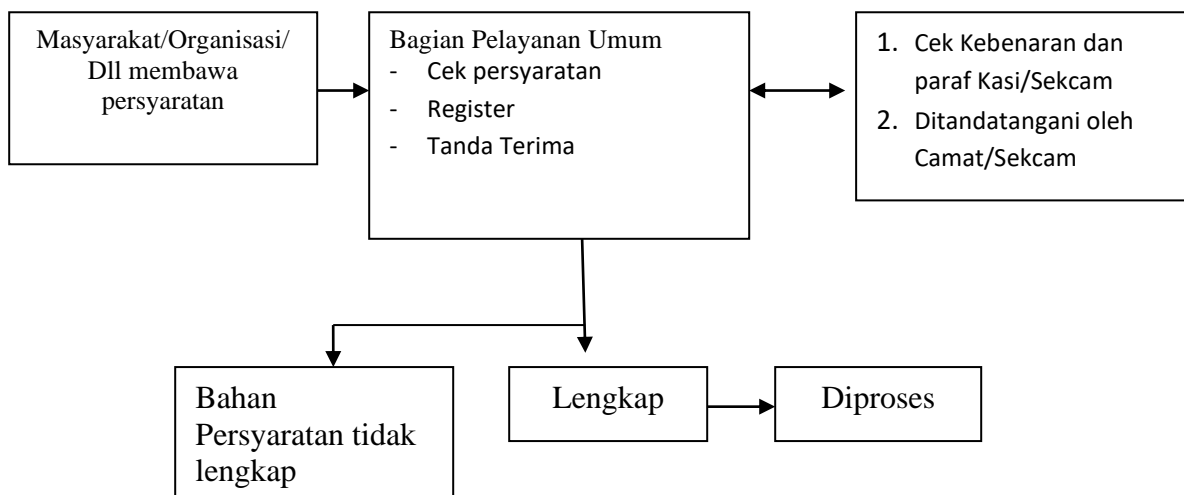 Masyarakat/Organisasi/
Dll membawa
persyaratan
Bagian Pelayanan Umum
- Cek persyaratan
- Register
- Tanda Terima
1. Cek Kebenaran dan
paraf Kasi/Sekcam
2. Ditandatangani oleh
Camat/Sekcam
Bahan
Persyaratan tidak
lengkap
Lengkap
Diproses